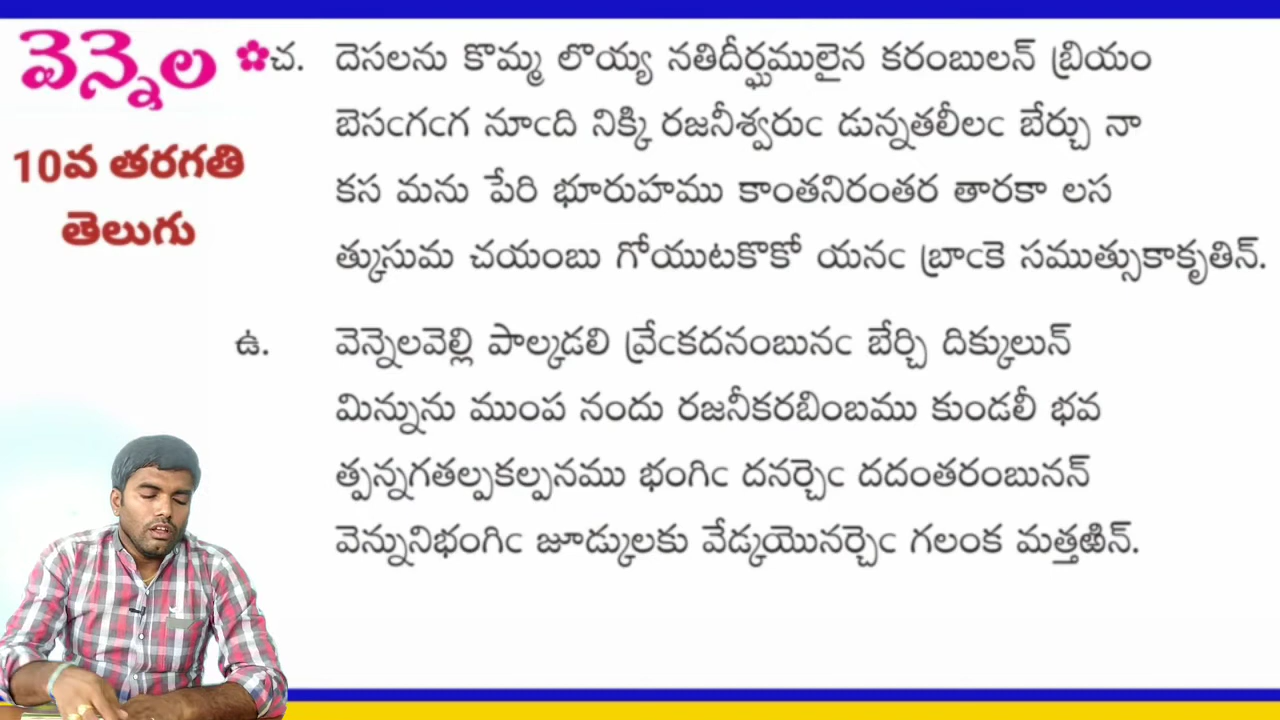 వెన్నెల
10వ తరగతి
తెలుగు
✿చ. దెసలను కొమ్మ లొయ్య నతిదీర్ఘములైన కరంబులన్ బ్రియం
బెసఁగఁగ నూఁది నిక్కి రజనీశ్వరుఁ డున్నతలీలఁ బేర్చు నా
కస మను పేరి భూరుహము కాంతనిరంతర తారకా లస
త్కుసుమ చయంబు గోయుటకొకో యనఁ బ్రాఁకె సముత్సుకాకృతిన్.
ఉ. వెన్నెలవెల్లి పాల్కడలి వ్రేఁకదనంబునఁ బేర్చి దిక్కులున్
మిన్నును ముంప నందు రజనీకరబింబము కుండలీ భవ
త్పన్నగతల్పకల్పనము భంగిఁ దనర్చెఁ దదంతరంబునన్
వెన్నునిభంగిఁ జూడ్కులకు వేడ్కయొనర్చెఁ గలంక మత్తఱిన్.